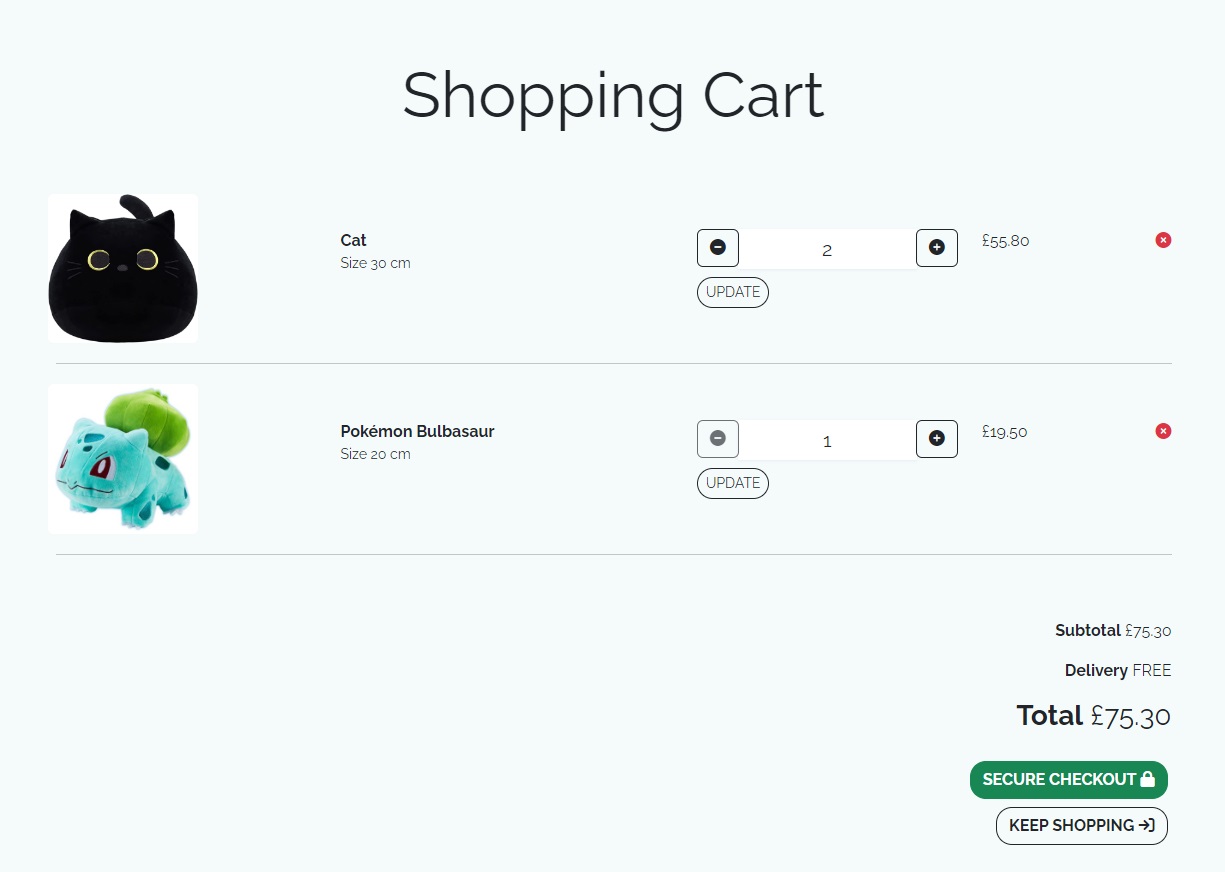 Shopping Cart
Cat
Size 30 cm
2
£55.80
UPDATE
Pokémon Bulbasaur
Size 20 cm
1
£19.50
UPDATE
Subtotal £75.30
Delivery FREE
Total £75.30
SECURE CHECKOUT
KEEP SHOPPING